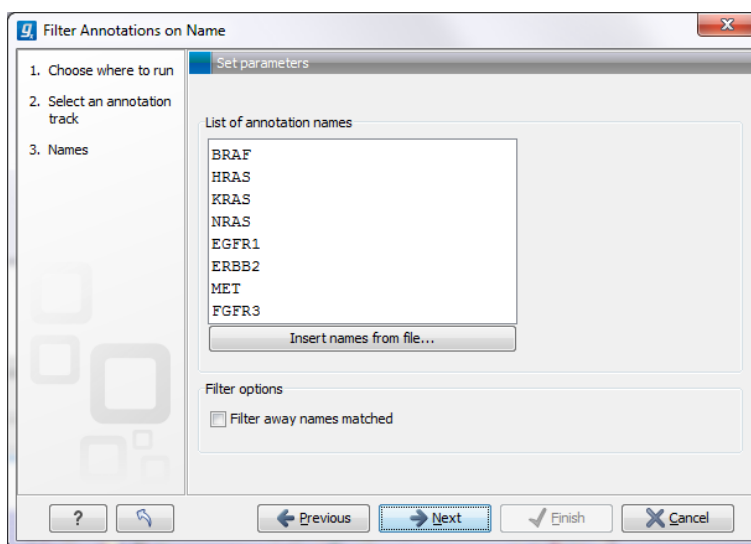 Filter Annotations on Name
1. Choose where to run
2. Select an annotation
track
3. Names
Set parameters
List of annotation names
BRAF
HRAS
KRAS
NRAS
EGFR1
ERBB2
MET
FGFR3
Insert names from file...
Filter options
Filter away names matched
?
Previous
Next
Finish
Cancel